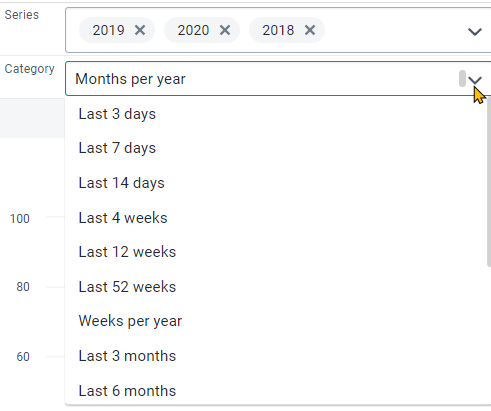 Series
2019 2020 2018
Category
Months per year
Last 3 days
Last 7 days
Last 14 days
100
Last 4 weeks
Last 12 weeks
80
Last 52 weeks
Weeks per year
60
Last 3 months
Last 6 months